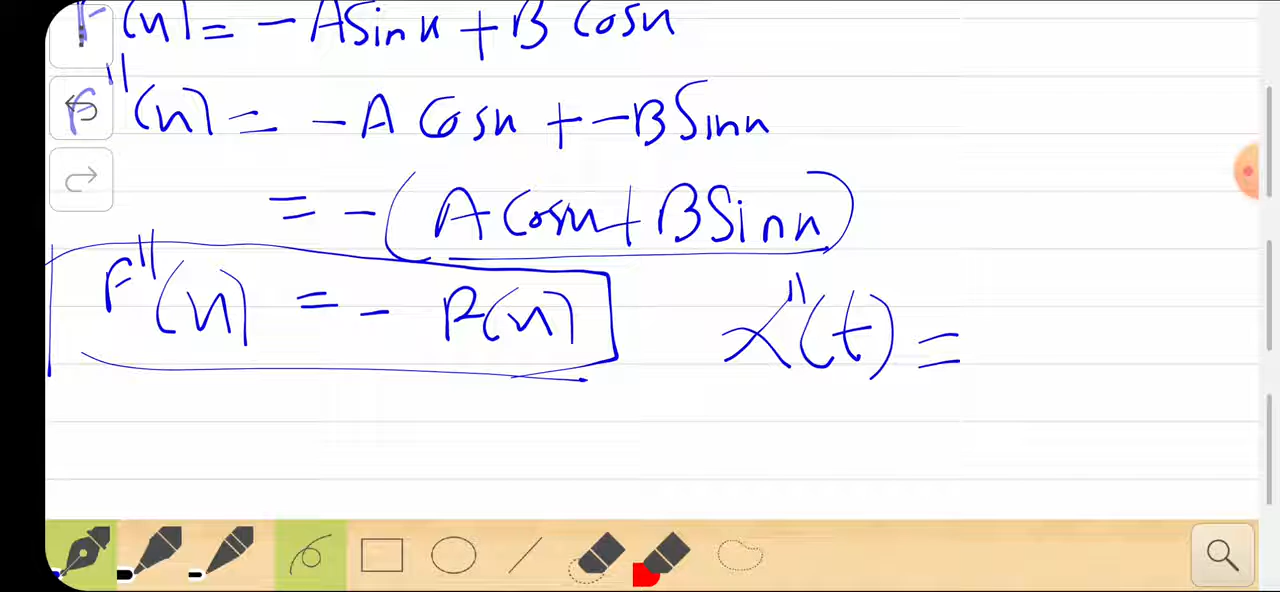 F'(x) = -A Sin x + B Cos x
F''(x) = -A Cos x + -B Sin x
= - (A Cos x + B Sin x)
F''(x) = - F(x)
x''(t) =